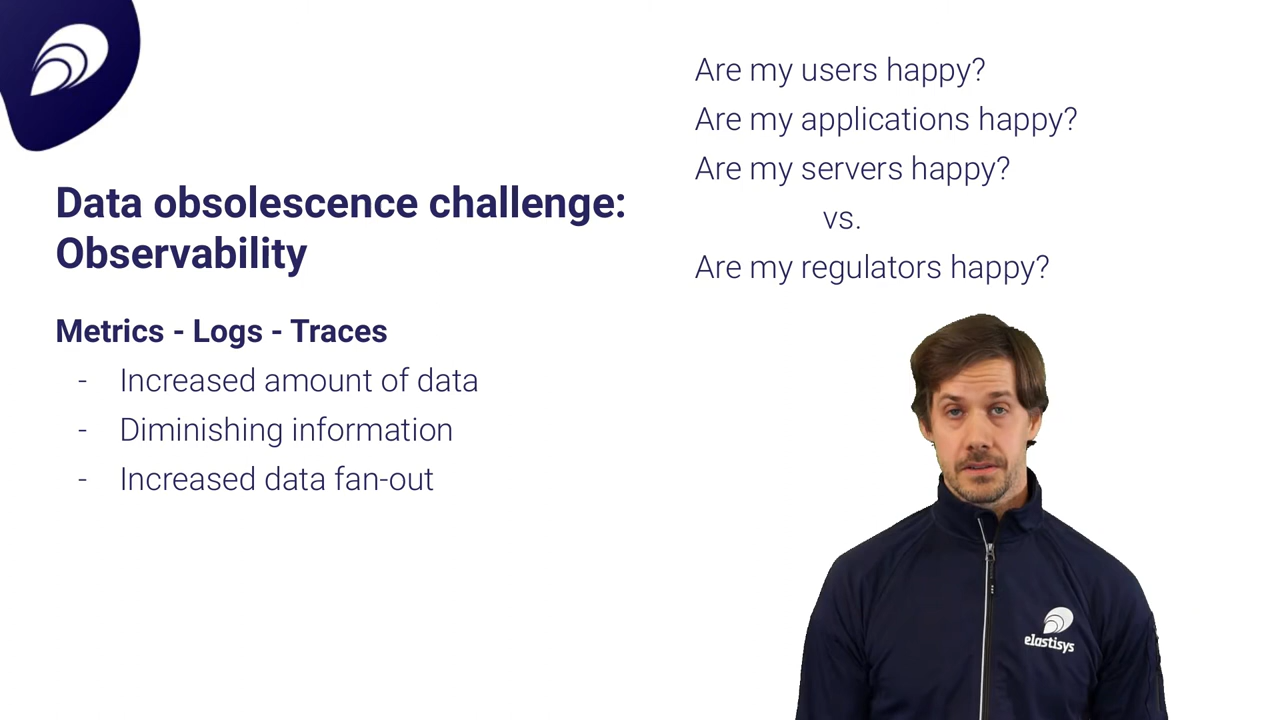 Data obsolescence challenge:
Observability
Metrics - Logs - Traces
- Increased amount of data
- Diminishing information
- Increased data fan-out
Are my users happy?
Are my applications happy?
Are my servers happy?
vs.
Are my regulators happy?
elastisys